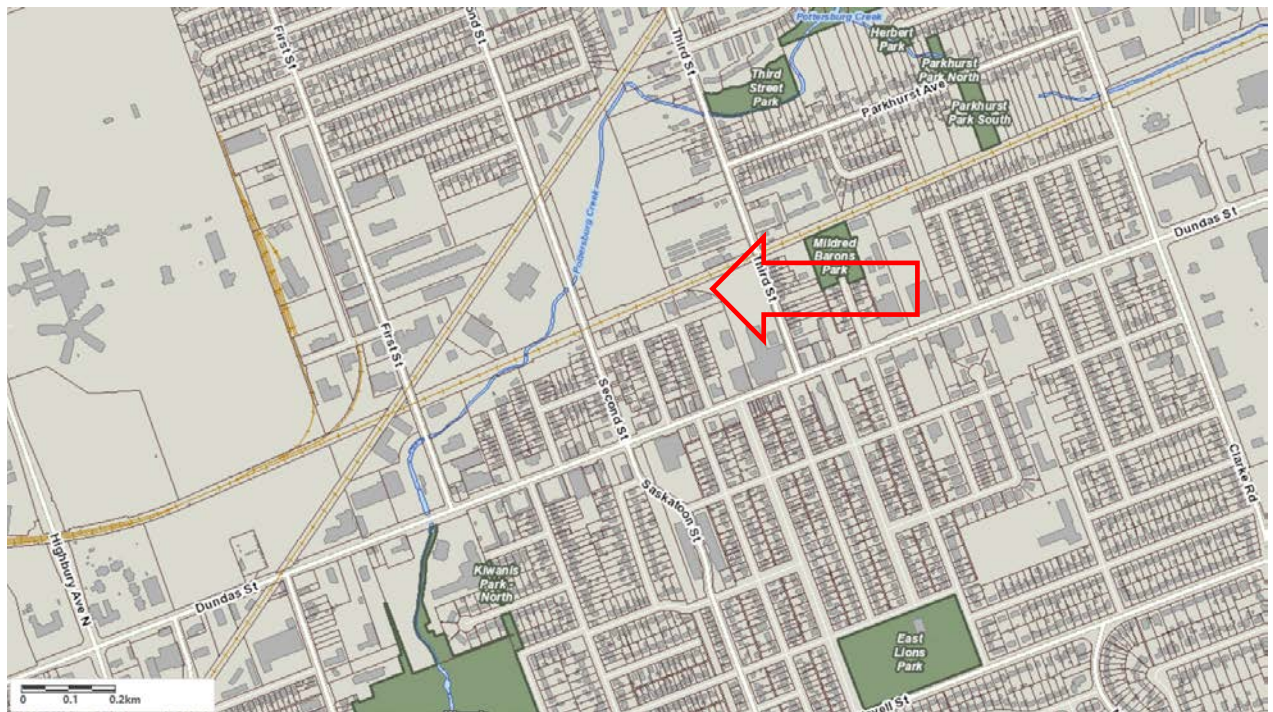 Pottersburg Creek
Herbert
Park
First St
ond St
Third St
Third
Street
Park
Parkhurst
Park North
Parkhurst Ave
Parkhurst
Park South
Pottersburg Creek
Dundas St
Mildred
Barons
Park
Third St
First St
Second St
Saskatoon St
Clarke Rd
Highbury Ave N
Dundas St
Kiwanis
Park -
North
East
Lions
Park
well St
0 0.1 0.2km